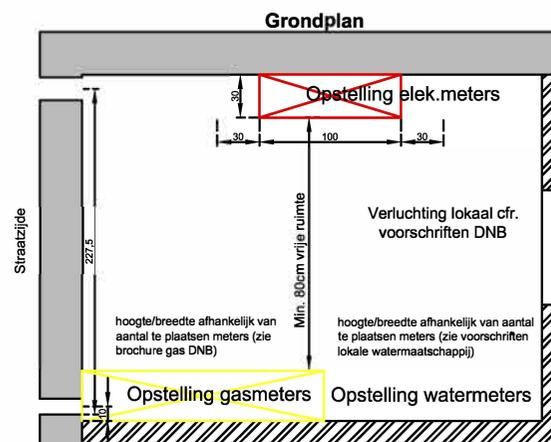 Grondplan
Opstelling elek.meters
30
30
100
30
Straatzijde
227,5
Min. 80cm vrije ruimte
Verluchting lokaal cfr.
voorschriften DNB
hoogte/breedte afhankelijk van
aantal te plaatsen meters (zie
brochure gas DNB)
hoogte/breedte afhankelijk van aantal
te plaatsen meters (zie voorschriften
lokale watermaatschappij)
Opstelling gasmeters
Opstelling watermeters
10